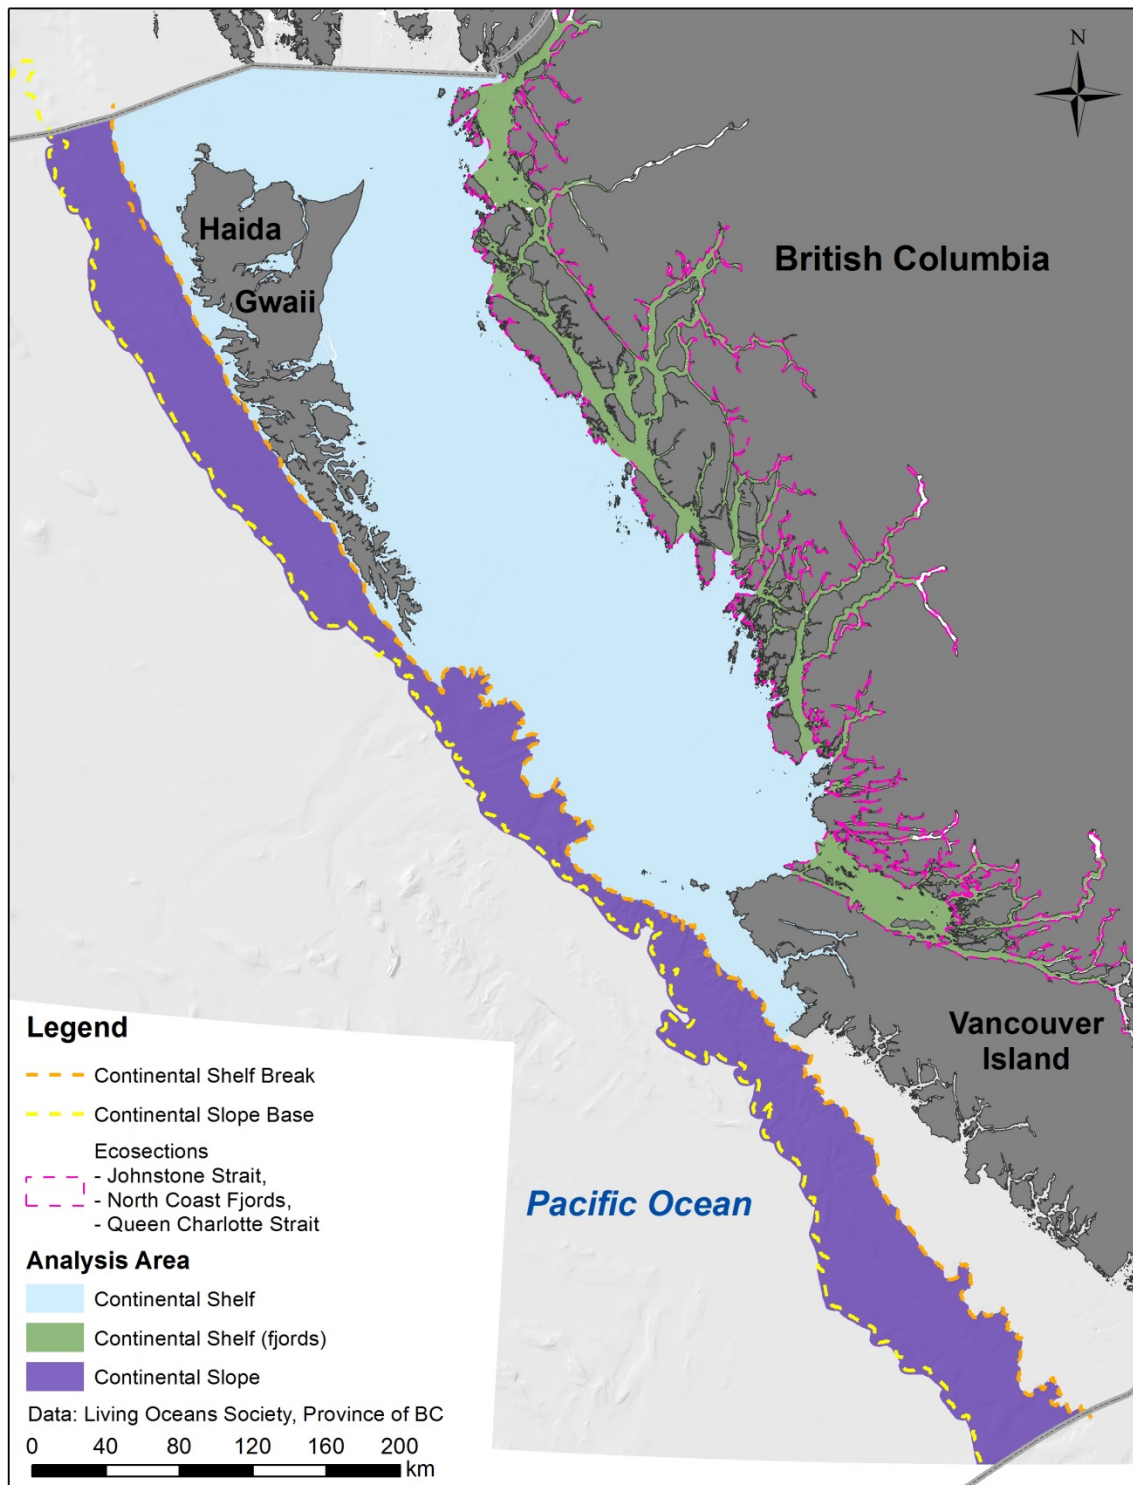 N
Haida
Gwaii
British Columbia
Vancouver
Island
Pacific Ocean
Legend
Continental Shelf Break
Continental Slope Base
Ecosections
- Johnstone Strait,
- North Coast Fjords,
- Queen Charlotte Strait
Analysis Area
Continental Shelf
Continental Shelf (fjords)
Continental Slope
Data: Living Oceans Society, Province of BC
0 40 80 120 160 200
km